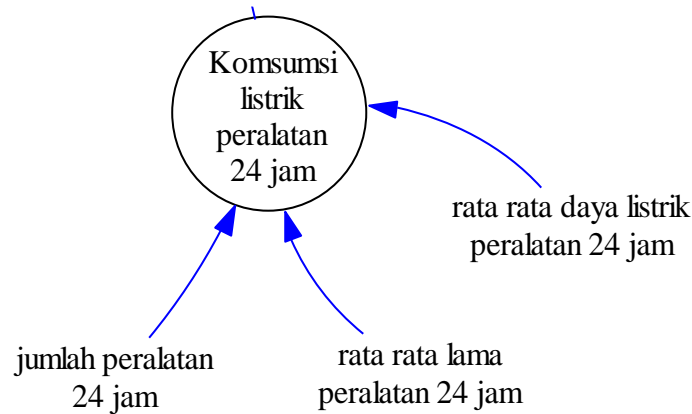 Komsumsi
listrik
peralatan
24 jam
rata rata daya listrik
peralatan 24 jam
jumlah peralatan
24 jam
rata rata lama
peralatan 24 jam